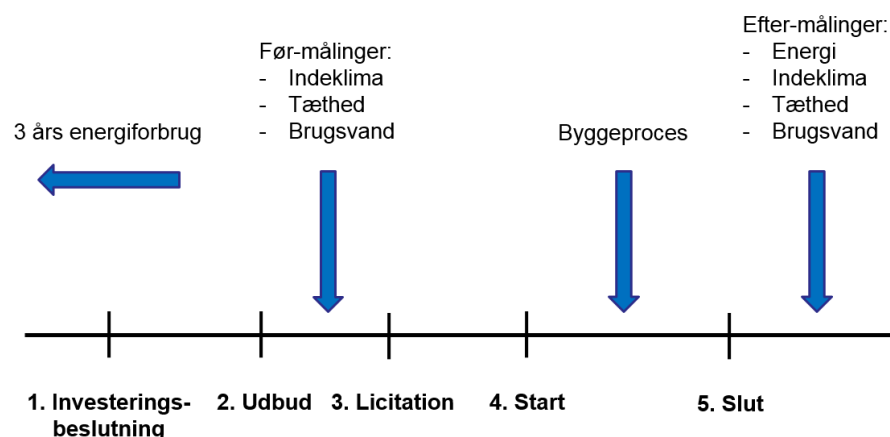 3 års energiforbrug
Før-målinger:
- Indeklima
- Tæthed
- Brugsvand
Byggeproces
Efter-målinger:
- Energi
- Indeklima
- Tæthed
- Brugsvand
1. Investerings-
beslutning
2. Udbud
3. Licitation
4. Start
5. Slut